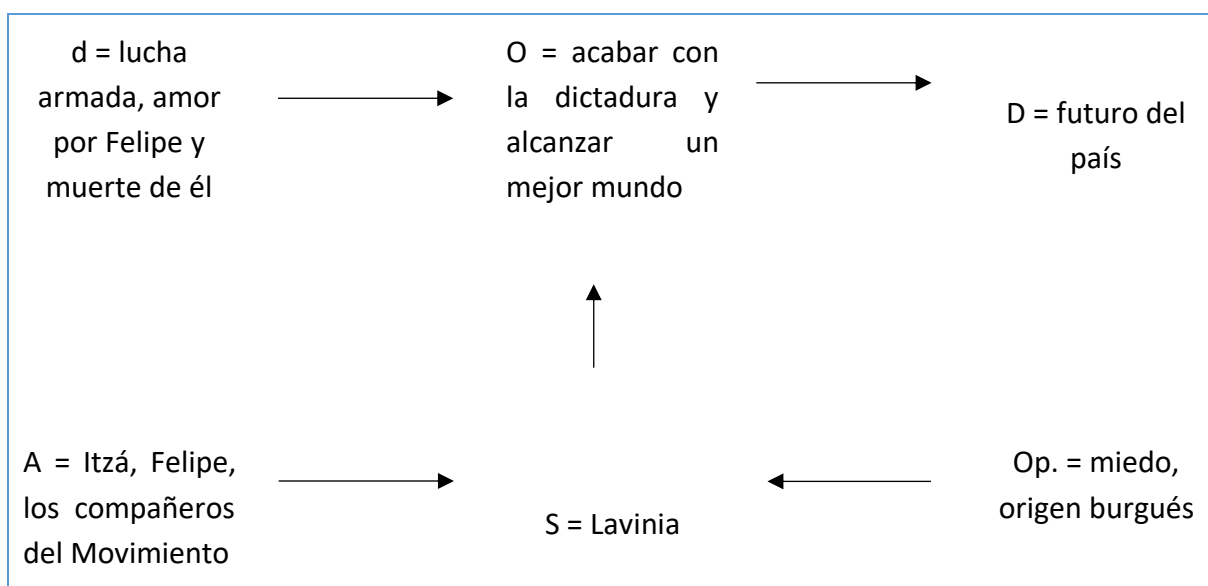 d = lucha
armada, amor
por Felipe y
muerte de él
O = acabar con
la dictadura y
alcanzar un
mejor mundo
D = futuro del
país
A = Itzá, Felipe,
los compañeros
del Movimiento
S = Lavinia
Op. = miedo,
origen burgués